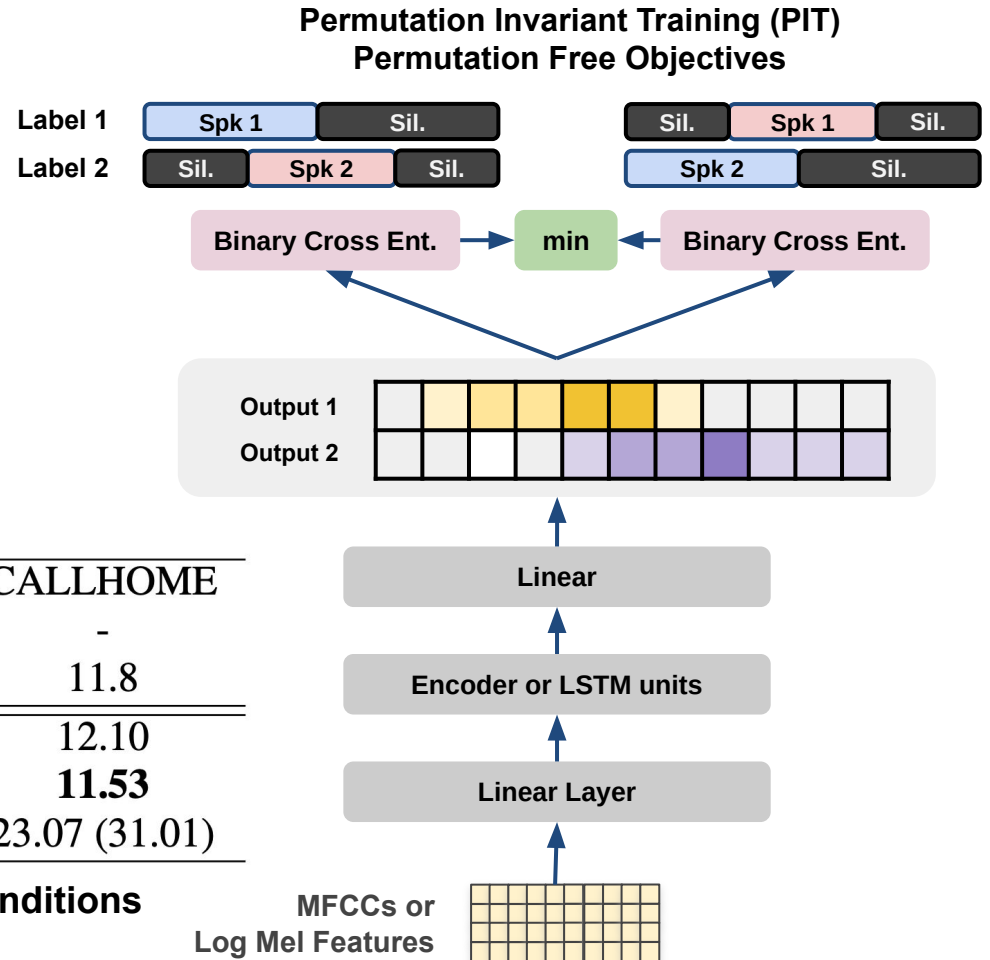 Permutation Invariant Training (PIT)
Permutation Free Objectives
Label 1 Spk 1 Sil. Sil. Spk 1 Sil.
Label 2 Sil. Spk 2 Sil. Spk 2 Sil.
Binary Cross Ent. min Binary Cross Ent.
Output 1
Output 2
Linear
Encoder or LSTM units
Linear Layer
MFCCs or
Log Mel Features
CALLHOME
-
11.8
12.10
11.53
23.07 (31.01)
nditions